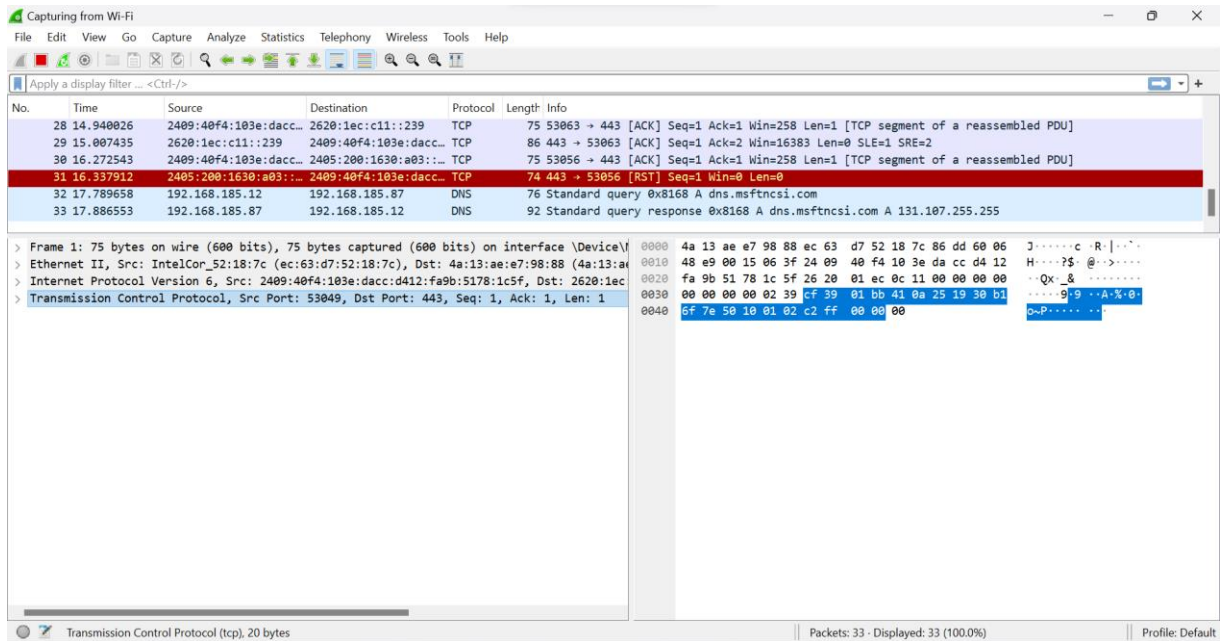 Capturing from Wi-Fi
File Edit View Go Capture Analyze Statistics Telephony Wireless Tools Help
Apply a display filter ... <Ctrl-/>
No. Time Source Destination Protocol Length Info
28 14.940026 2409:40f4:103e:dacc… 2620:1ec:c11::239 TCP 75 53063 → 443 [ACK] Seq=1 Ack=1 Win=258 Len=1 [TCP segment of a reassembled PDU]
29 15.007435 2620:1ec:c11::239 2409:40f4:103e:dacc… TCP 86 443 → 53063 [ACK] Seq=1 Ack=2 Win=16383 Len=0 SLE=1 SRE=2
30 16.272543 2409:40f4:103e:dacc… 2405:200:1630:a03::… TCP 75 53056 → 443 [ACK] Seq=1 Ack=1 Win=258 Len=1 [TCP segment of a reassembled PDU]
31 16.337912 2405:200:1630:a03::… 2409:40f4:103e:dacc… TCP 74 443 → 53056 [RST] Seq=1 Win=0 Len=0
32 17.789658 192.168.185.12 192.168.185.87 DNS 76 Standard query 0x8168 A dns.msftncsi.com
33 17.886553 192.168.185.87 192.168.185.12 DNS 92 Standard query response 0x8168 A dns.msftncsi.com A 131.107.255.255
> Frame 1: 75 bytes on wire (600 bits), 75 bytes captured (600 bits) on interface \Device\
> Ethernet II, Src: IntelCor_52:18:7c (ec:63:d7:52:18:7c), Dst: 4a:13:ae:e7:98:88 (4a:13:a
> Internet Protocol Version 6, Src: 2409:40f4:103e:dacc:d412:fa9b:5178:1c5f, Dst: 2620:1ec
> Transmission Control Protocol, Src Port: 53049, Dst Port: 443, Seq: 1, Ack: 1, Len: 1
0000 4a 13 ae e7 98 88 ec 63 d7 52 18 7c 86 dd 60 06 J······c ·R·|··`·
0010 48 e9 00 15 06 3f 24 09 40 f4 10 3e da cc d4 12 H····?$· @··>····
0020 fa 9b 51 78 1c 5f 26 20 01 ec 0c 11 00 00 00 00 ··Qx·_& ········
0030 00 00 00 00 02 39 cf 39 01 bb 41 0a 25 19 30 b1 ·····9·9 ··A·%·0·
0040 6f 7e 50 10 01 02 c2 ff 00 00 00 o~P····· ···
Transmission Control Protocol (tcp), 20 bytes
Packets: 33 · Displayed: 33 (100.0%)
Profile: Default